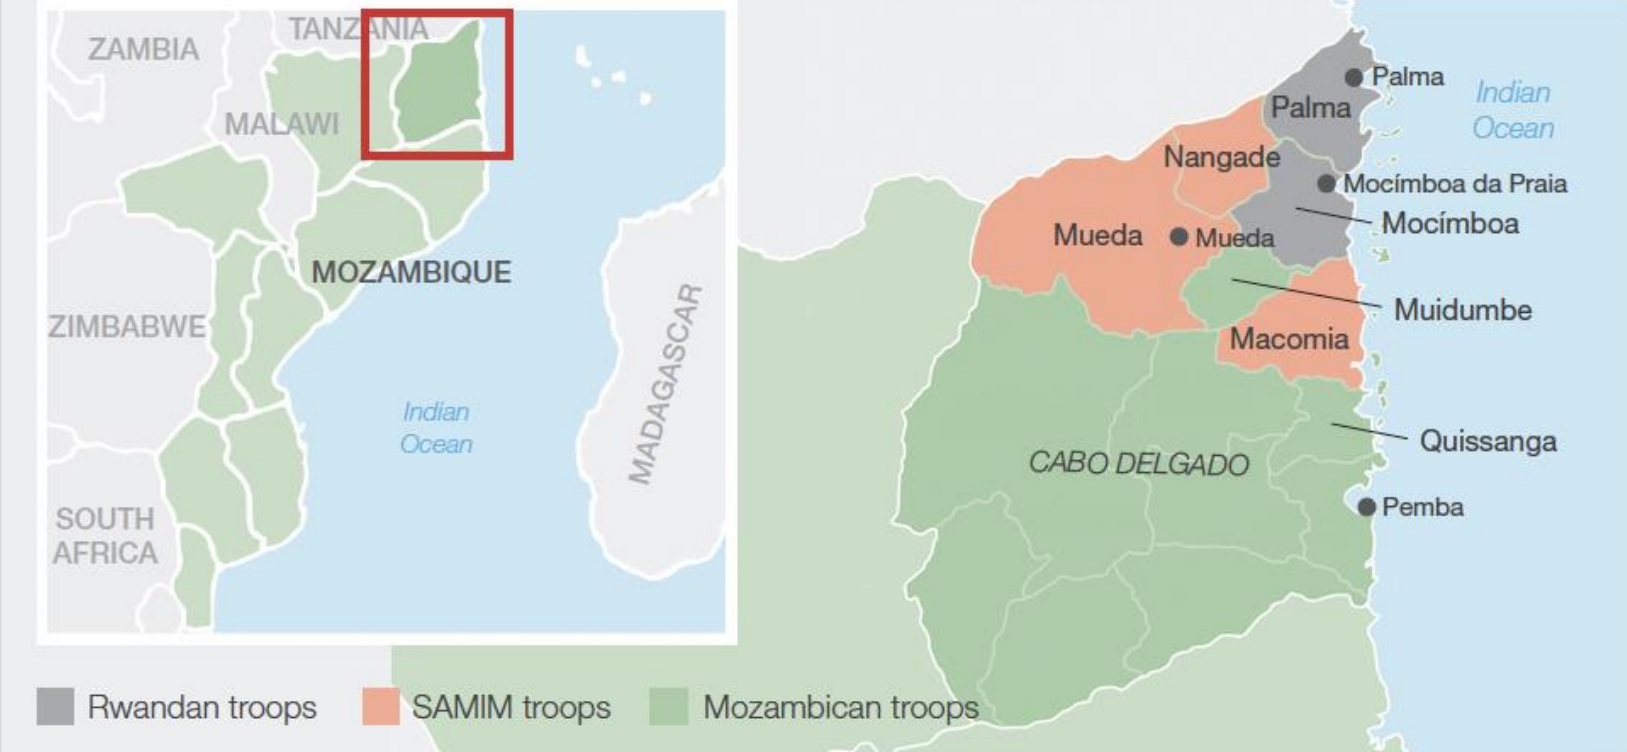 ZAMBIA
TANZANIA
MALAWI
MOZAMBIQUE
ZIMBABWE
MADAGASCAR
Indian
Ocean
SOUTH
AFRICA
Palma
Palma
Indian
Ocean
Nangade
Mocímboa da Praia
Mocímboa
Mueda
Mueda
Muidumbe
Macomia
Quissanga
CABO DELGADO
Pemba
Rwandan troops
SAMIM troops
Mozambican troops